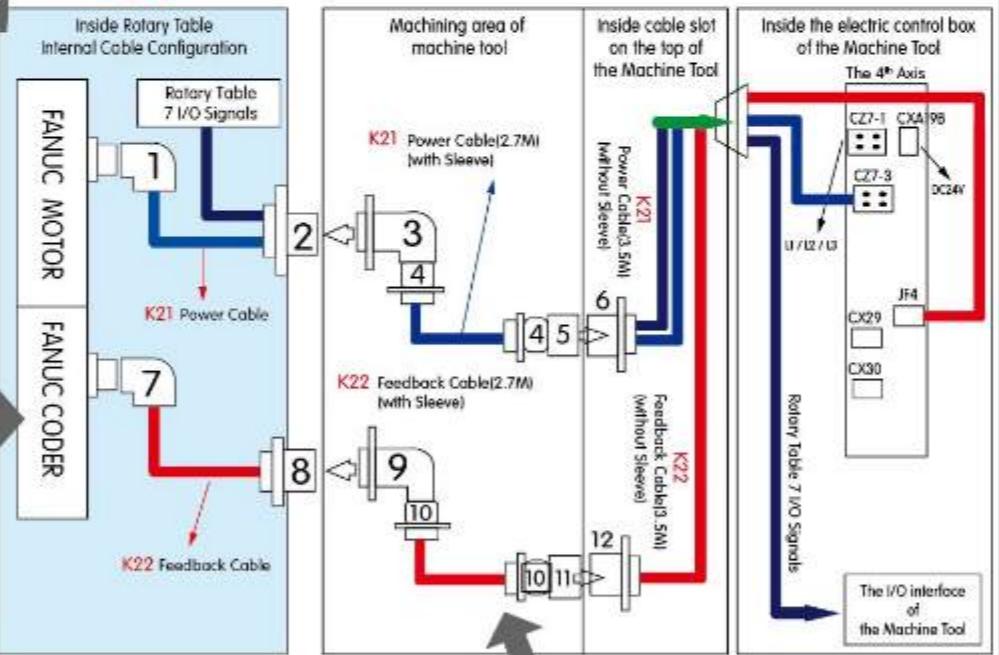 Inside Rotary Table
Internal Cable Configuration
FANUC MOTOR
FANUC CODER
Rotary Table
7 I/O Signals
1
2
K21 Power Cable
7
8
K22 Feedback Cable
Machining area of
machine tool
K21 Power Cable(2.7M)
(with Sleeve)
3
4
4
5
K22 Feedback Cable(2.7M)
(with Sleeve)
9
10
10
11
Inside cable slot
on the top of
the Machine Tool
K21
Power Cable(3.5M)
(without Sleeve)
6
K22
Feedback Cable(3.5M)
(without Sleeve)
12
Inside the electric control box
of the Machine Tool
The 4th Axis
CZ7-1
CXA19B
CZ7-3
DC24V
L1 / L2 / L3
JF4
CX29
CX30
Rotary Table 7 I/O Signals
The I/O interface
of
the Machine Tool